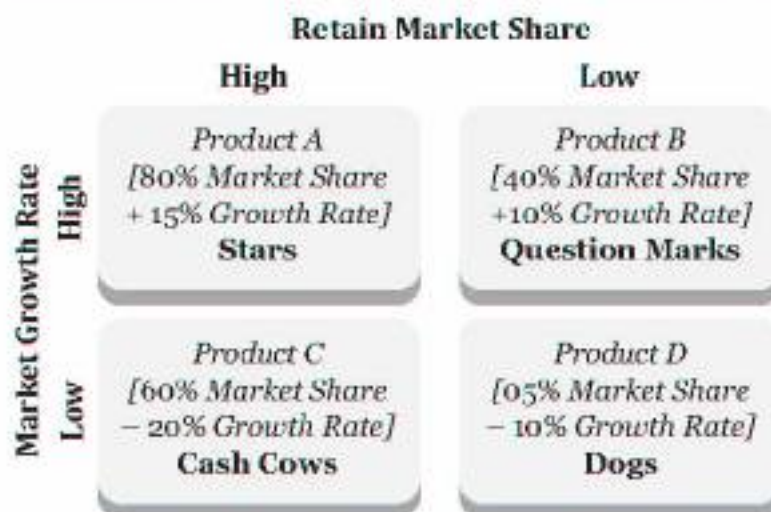 Retain Market Share
High Low
Market Growth Rate
High
Product A
[80% Market Share
+ 15% Growth Rate]
Stars
Product B
[40% Market Share
+10% Growth Rate]
Question Marks
Low
Product C
[60% Market Share
– 20% Growth Rate]
Cash Cows
Product D
[05% Market Share
– 10% Growth Rate]
Dogs